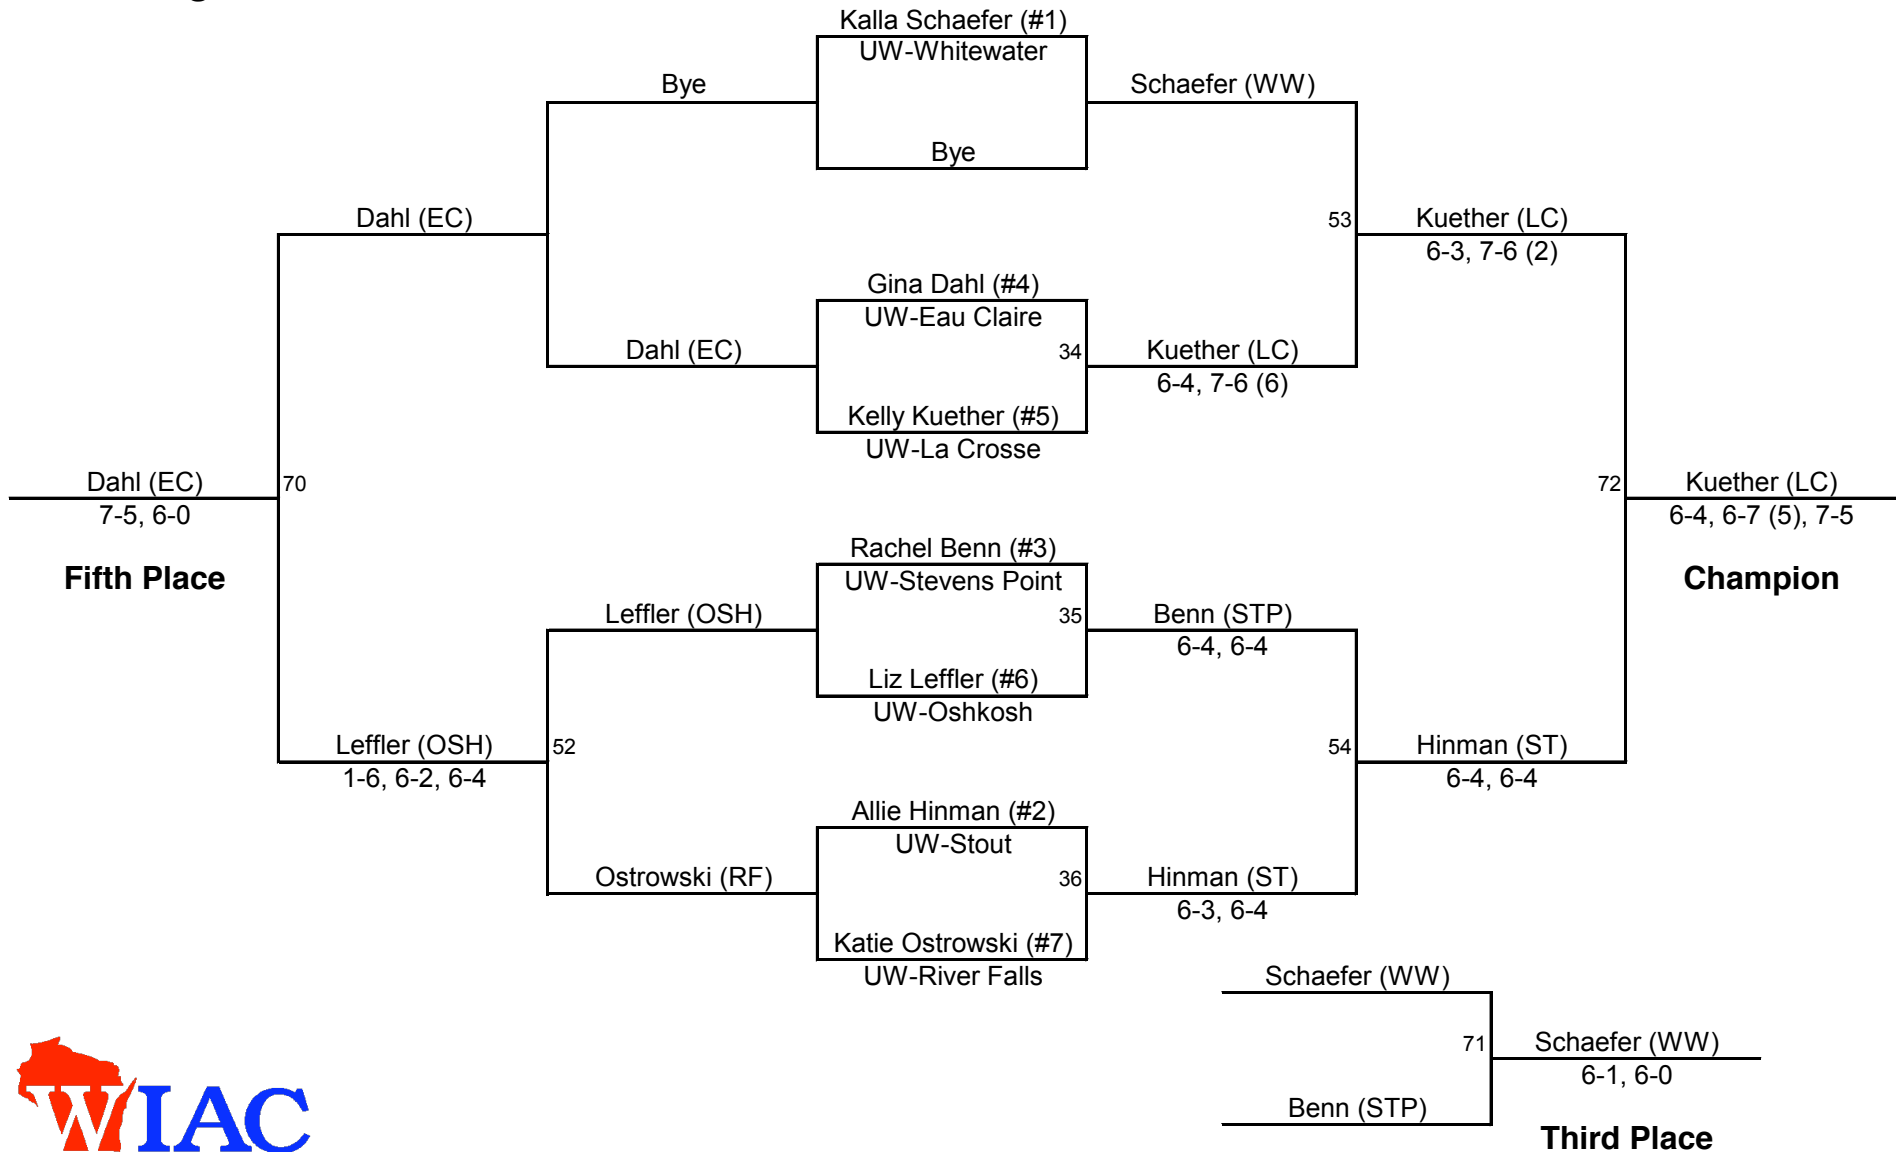 Kalla Schaefer (#1)
UW-Whitewater
Bye
Schaefer (WW)
Bye
Dahl (EC)
53
Kuether (LC)
6-3, 7-6 (2)
Gina Dahl (#4)
UW-Eau Claire
Dahl (EC)
34
Kuether (LC)
6-4, 7-6 (6)
Kelly Kuether (#5)
UW-La Crosse
Dahl (EC)
70
7-5, 6-0
Fifth Place
72
Kuether (LC)
6-4, 6-7 (5), 7-5
Champion
Rachel Benn (#3)
UW-Stevens Point
Leffler (OSH)
35
Benn (STP)
6-4, 6-4
Liz Leffler (#6)
UW-Oshkosh
Leffler (OSH)
52
1-6, 6-2, 6-4
54
Hinman (ST)
6-4, 6-4
Allie Hinman (#2)
UW-Stout
Ostrowski (RF)
36
Hinman (ST)
6-3, 6-4
Katie Ostrowski (#7)
UW-River Falls
Schaefer (WW)
71
Schaefer (WW)
6-1, 6-0
Benn (STP)
Third Place
WIAC